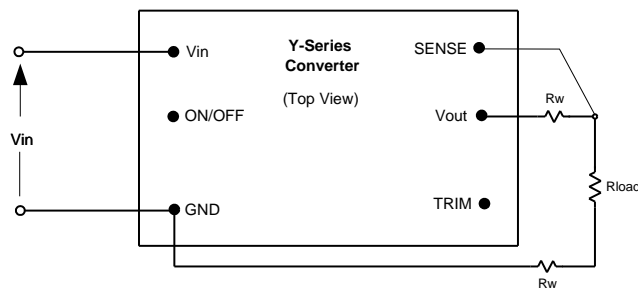 Y-Series
Converter
(Top View)
Vin
SENSE
ON/OFF
Vout
Rw
Vin
Rload
GND
TRIM
Rw